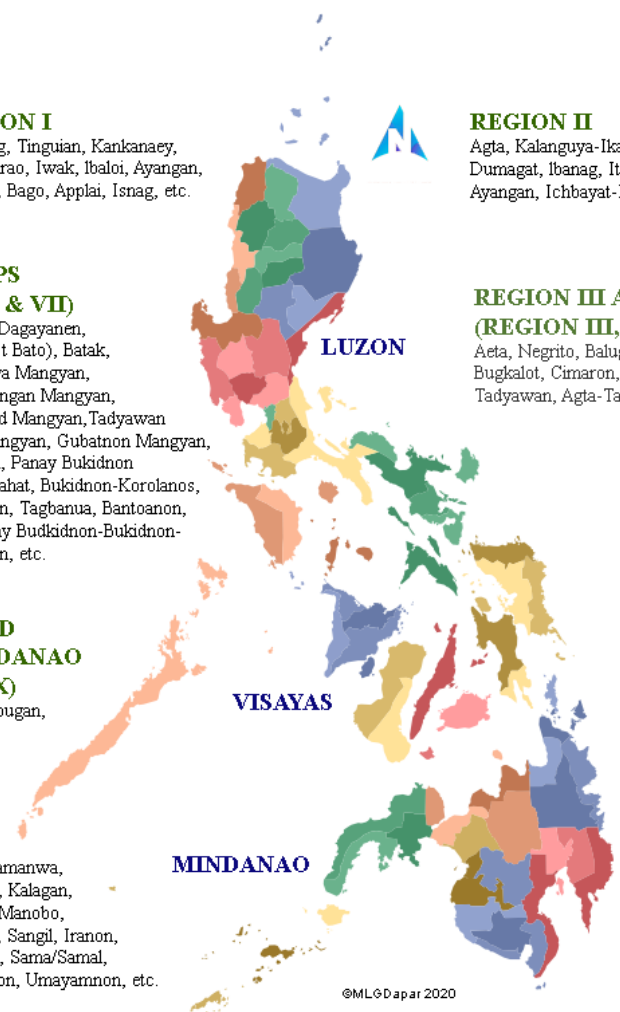 ON I
g, Tinguian, Kankanaey,
rao, Iwak, Ibaloi, Ayangan,
, Bago, Applai, Isnag, etc.
N
REGION II
Agta, Kalanguya-Ika
Dumagat, Ibanag, It
Ayangan, Ichbayat-
PS
& VII)
Dagayanen,
t Bato), Batak,
a Mangyan,
ngan Mangyan,
d Mangyan,Tadyawan
ngyan, Gubatnon Mangyan,
, Panay Bukidnon
ahat, Bukidnon-Korolanos,
n, Tagbanua, Bantoanon,
y Budkidnon-Bukidnon-
n, etc.
REGION III A
(REGION III,
Aeta, Negrito, Balug
Bugkalot, Cimaron,
Tadyawan, Agta-Ta
LUZON
D
DANAO
X)
ougan,
VISAYAS
MINDANAO
amanwa,
, Kalagan,
Manobo,
, Sangil, Iranon,
, Sama/Samal,
on, Umayamnon, etc.
©MLGDapar 2020